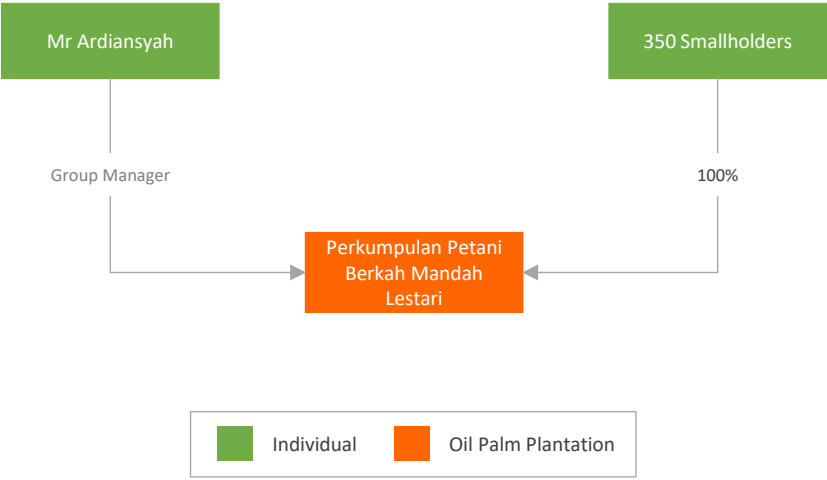 Mr Ardiansyah
350 Smallholders
Group Manager
100%
Perkumpulan Petani
Berkah Mandah
Lestari
Individual
Oil Palm Plantation